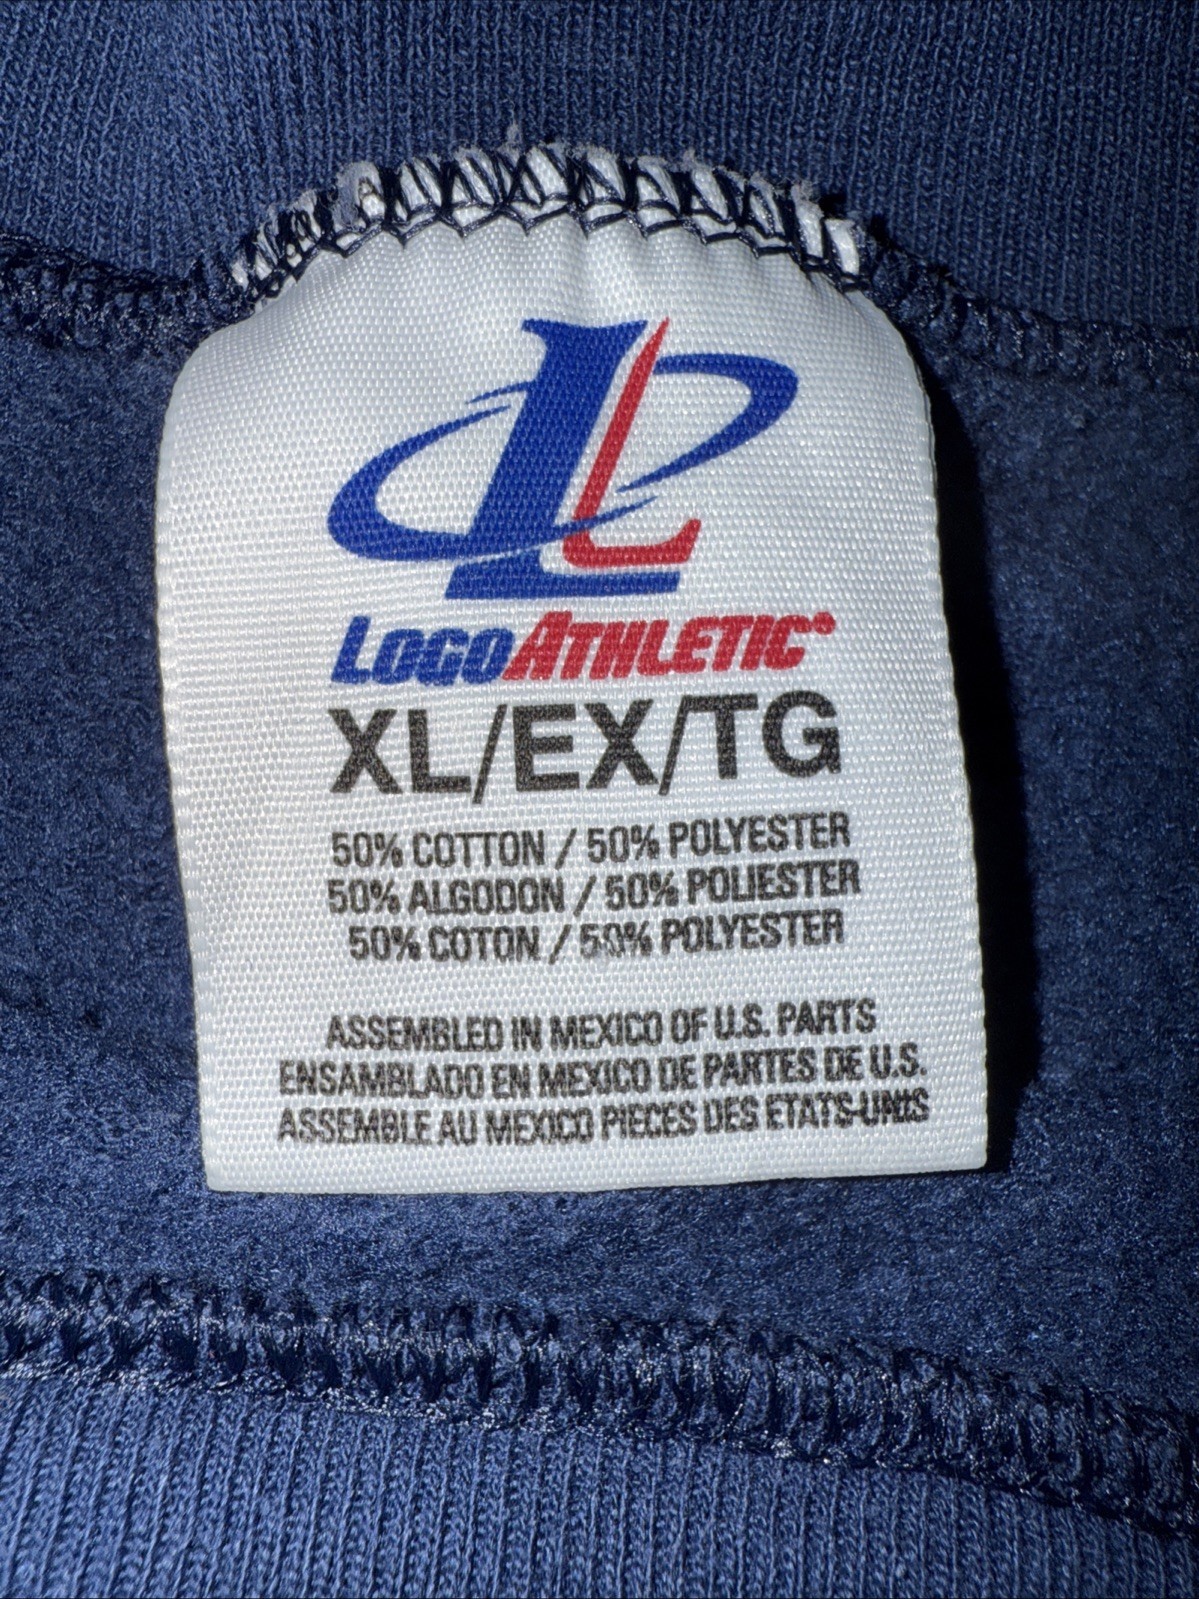 LL
LOGOATHLETIC
XL/EX/TG
50% COTTON / 50% POLYESTER
50% ALGODON / 50% POLIESTER
50% COTON / 50% POLYESTER
ASSEMBLED IN MEXICO OF U.S. PARTS
ENSAMBLADO EN MEXICO DE PARTES DE U.S.
ASSEMBLE AU MEXICO PIECES DES ETATS-UNIS